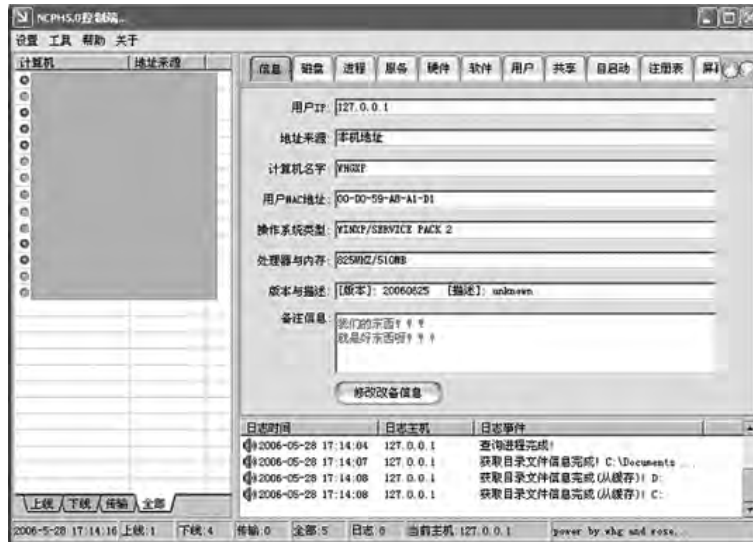 NCPH5.0控制端...
设置 工具 帮助 关于
计算机 地址来源
信息 磁盘 进程 服务 硬件 软件 用户 共享 自启动 注册表
用户IP: 127.0.0.1
地址来源: 本机地址
计算机名字: WHGXP
用户MAC地址: 00-D0-59-A8-A1-D1
操作系统类型: WINXP/SERVICE PACK 2
处理器与内存: 825MHZ/510MB
版本与描述: [版本]: 20060625 [描述]: unknown
备注信息: 我们的东西
就是好东西呀
修改改备信息
日志时间 日志主机 日志事件
2006-05-28 17:14:04 127.0.0.1 查询进程完成!
2006-05-28 17:14:07 127.0.0.1 获取目录文件信息完成! C:\Documents ...
2006-05-28 17:14:08 127.0.0.1 获取目录文件信息完成(从缓存)! D:
2006-05-28 17:14:08 127.0.0.1 获取目录文件信息完成(从缓存)! C:
上线 下线 传输 全部
2006-5-28 17:14:16 上线:1 下线:4 传输:0 全部:5 日志:6 当前主机:127.0.0.1 power by whg and rose...